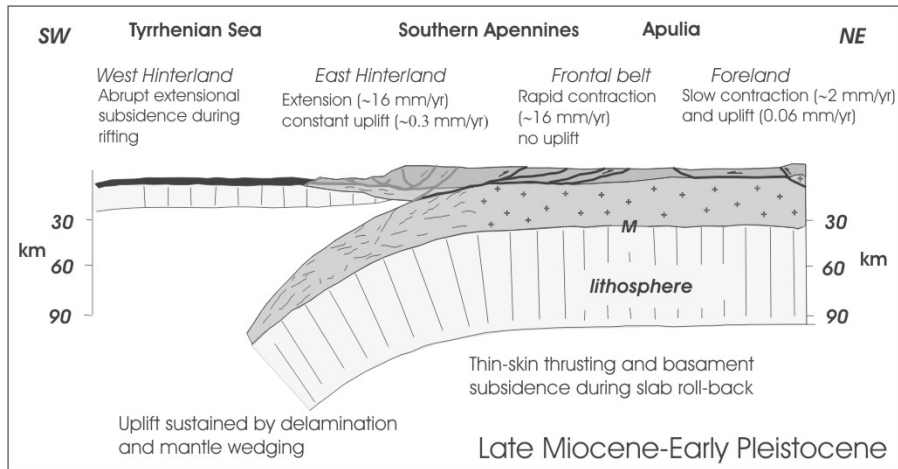 SW Tyrrhenian Sea Southern Apennines Apulia NE
West Hinterland
Abrupt extensional
subsidence during
rifting
East Hinterland
Extension (~16 mm/yr)
constant uplift (~0.3 mm/yr)
Frontal belt
Rapid contraction
(~16 mm/yr)
no uplift
Foreland
Slow contraction (~2 mm/yr)
and uplift (0.06 mm/yr)
30
km
60
90
M
lithosphere
30
km
60
90
Thin-skin thrusting and basament
subsidence during slab roll-back
Uplift sustained by delamination
and mantle wedging
Late Miocene-Early Pleistocene